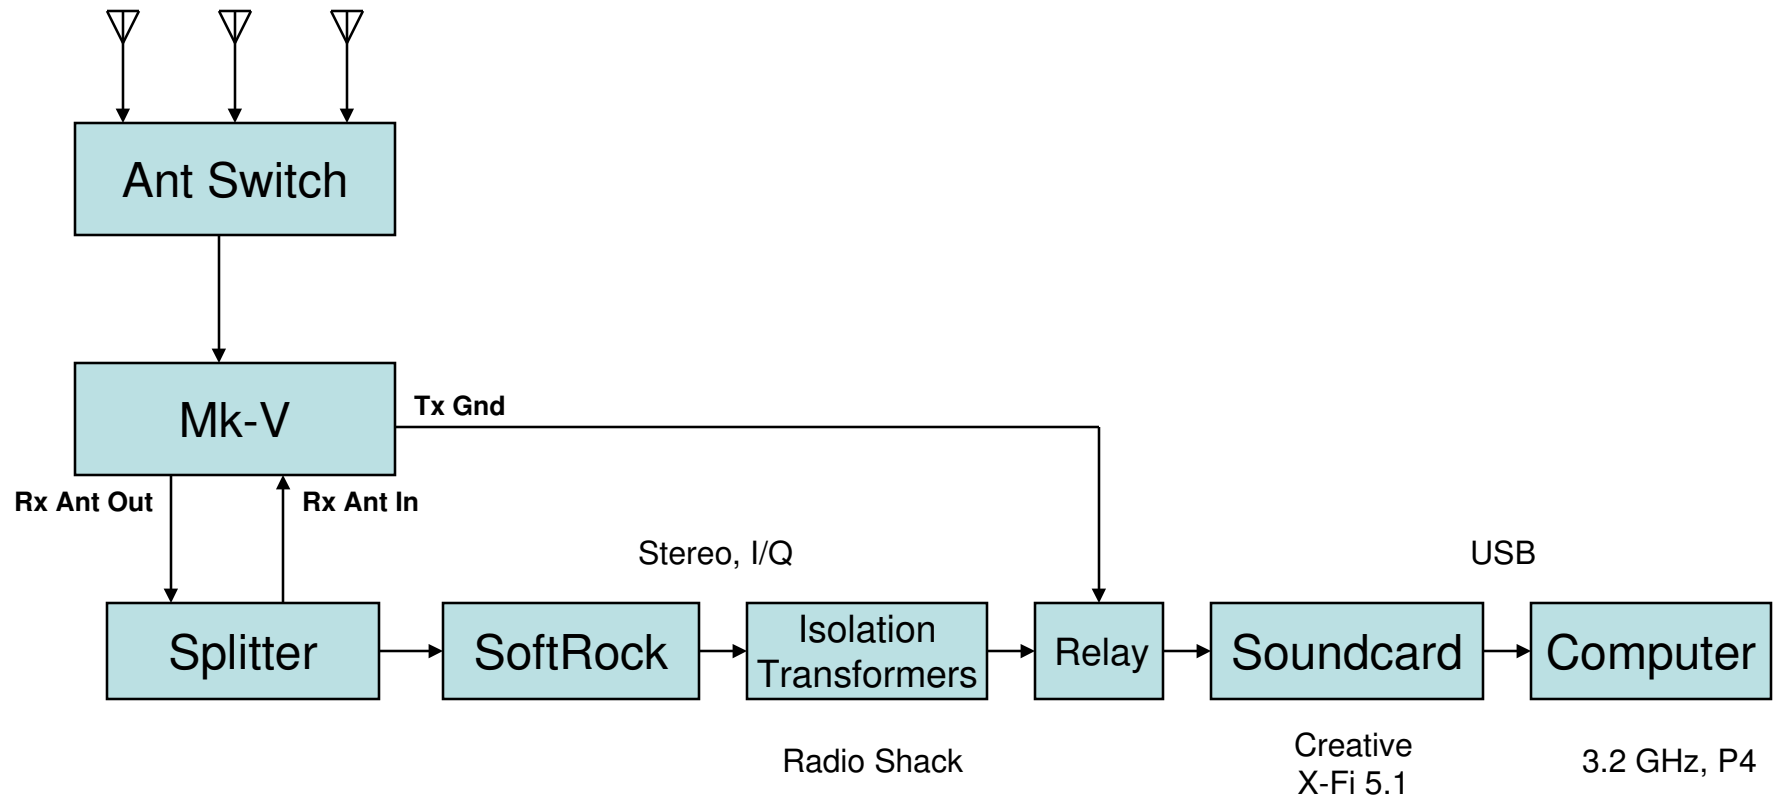 Ant Switch
Mk-V
Tx Gnd
Rx Ant Out
Rx Ant In
Stereo, I/Q
USB
Splitter
SoftRock
Isolation
Transformers
Relay
Soundcard
Computer
Radio Shack
Creative
X-Fi 5.1
3.2 GHz, P4